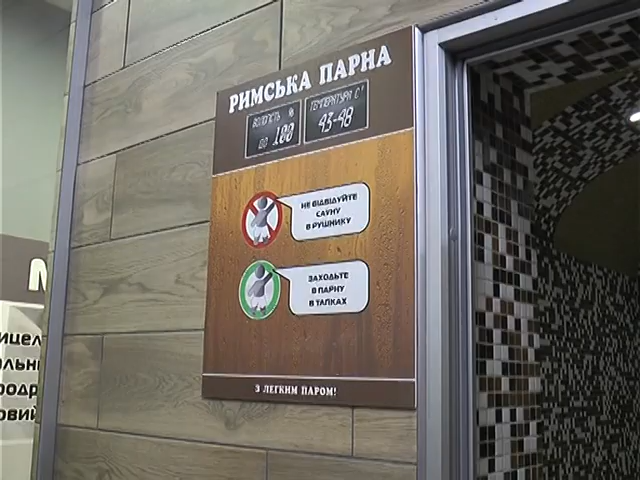 РИМСЬКА ПАРНА
ВОЛОГІСТЬ %
ДО 100
ТЕМПЕРАТУРА С°
43-48
НЕ ВІДВІДУЙТЕ
САУНУ
В РУШНИКУ
ЗАХОДЬТЕ
В ПАРНУ
В ТАПКАХ
З ЛЕГКИМ ПАРОМ!